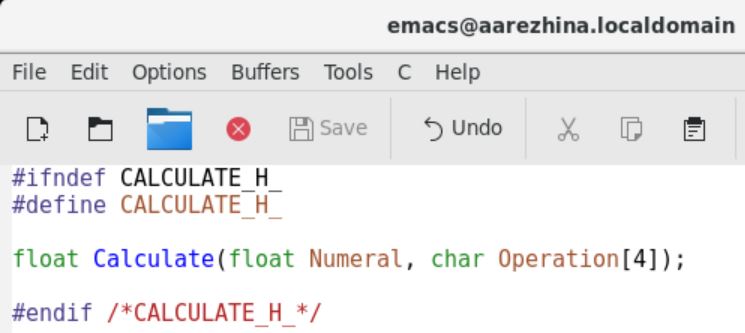 emacs@aarezhina.localdomain
File Edit Options Buffers Tools C Help
Save Undo
#ifndef CALCULATE_H_
#define CALCULATE_H_
float Calculate(float Numeral, char Operation[4]);
#endif /*CALCULATE_H_*/